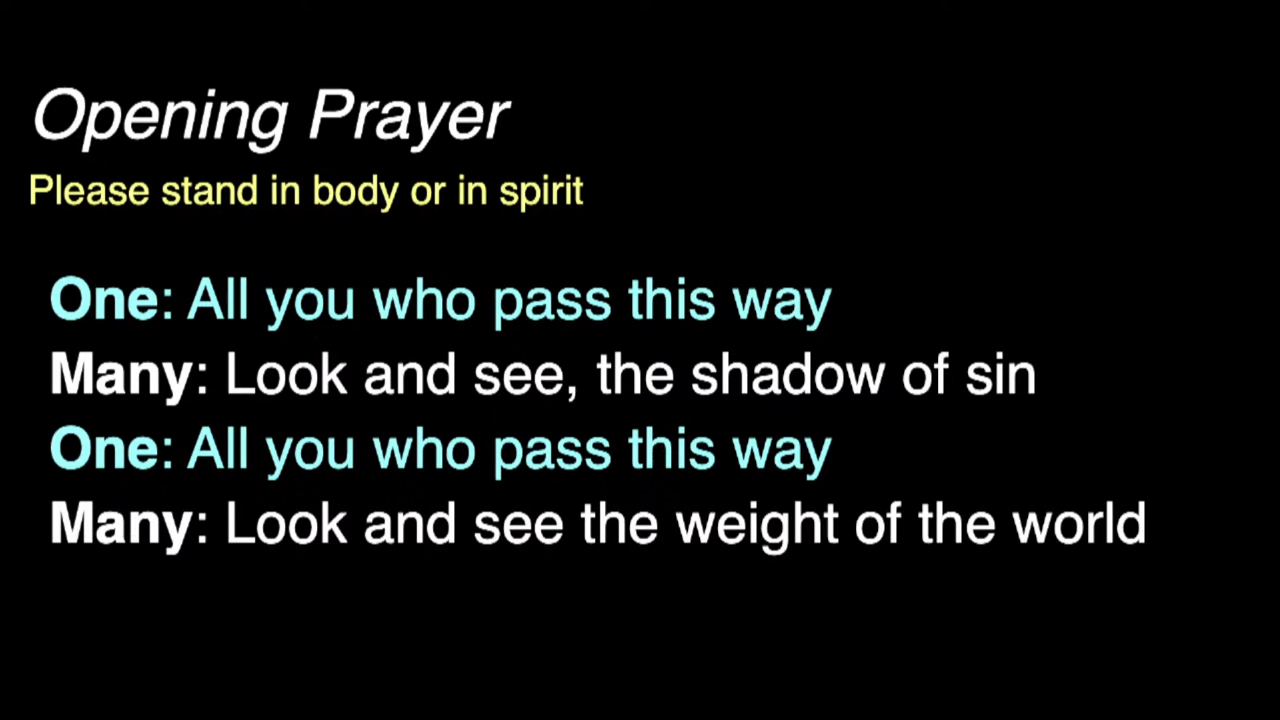 Opening Prayer
Please stand in body or in spirit
One: All you who pass this way
Many: Look and see, the shadow of sin
One: All you who pass this way
Many: Look and see the weight of the world